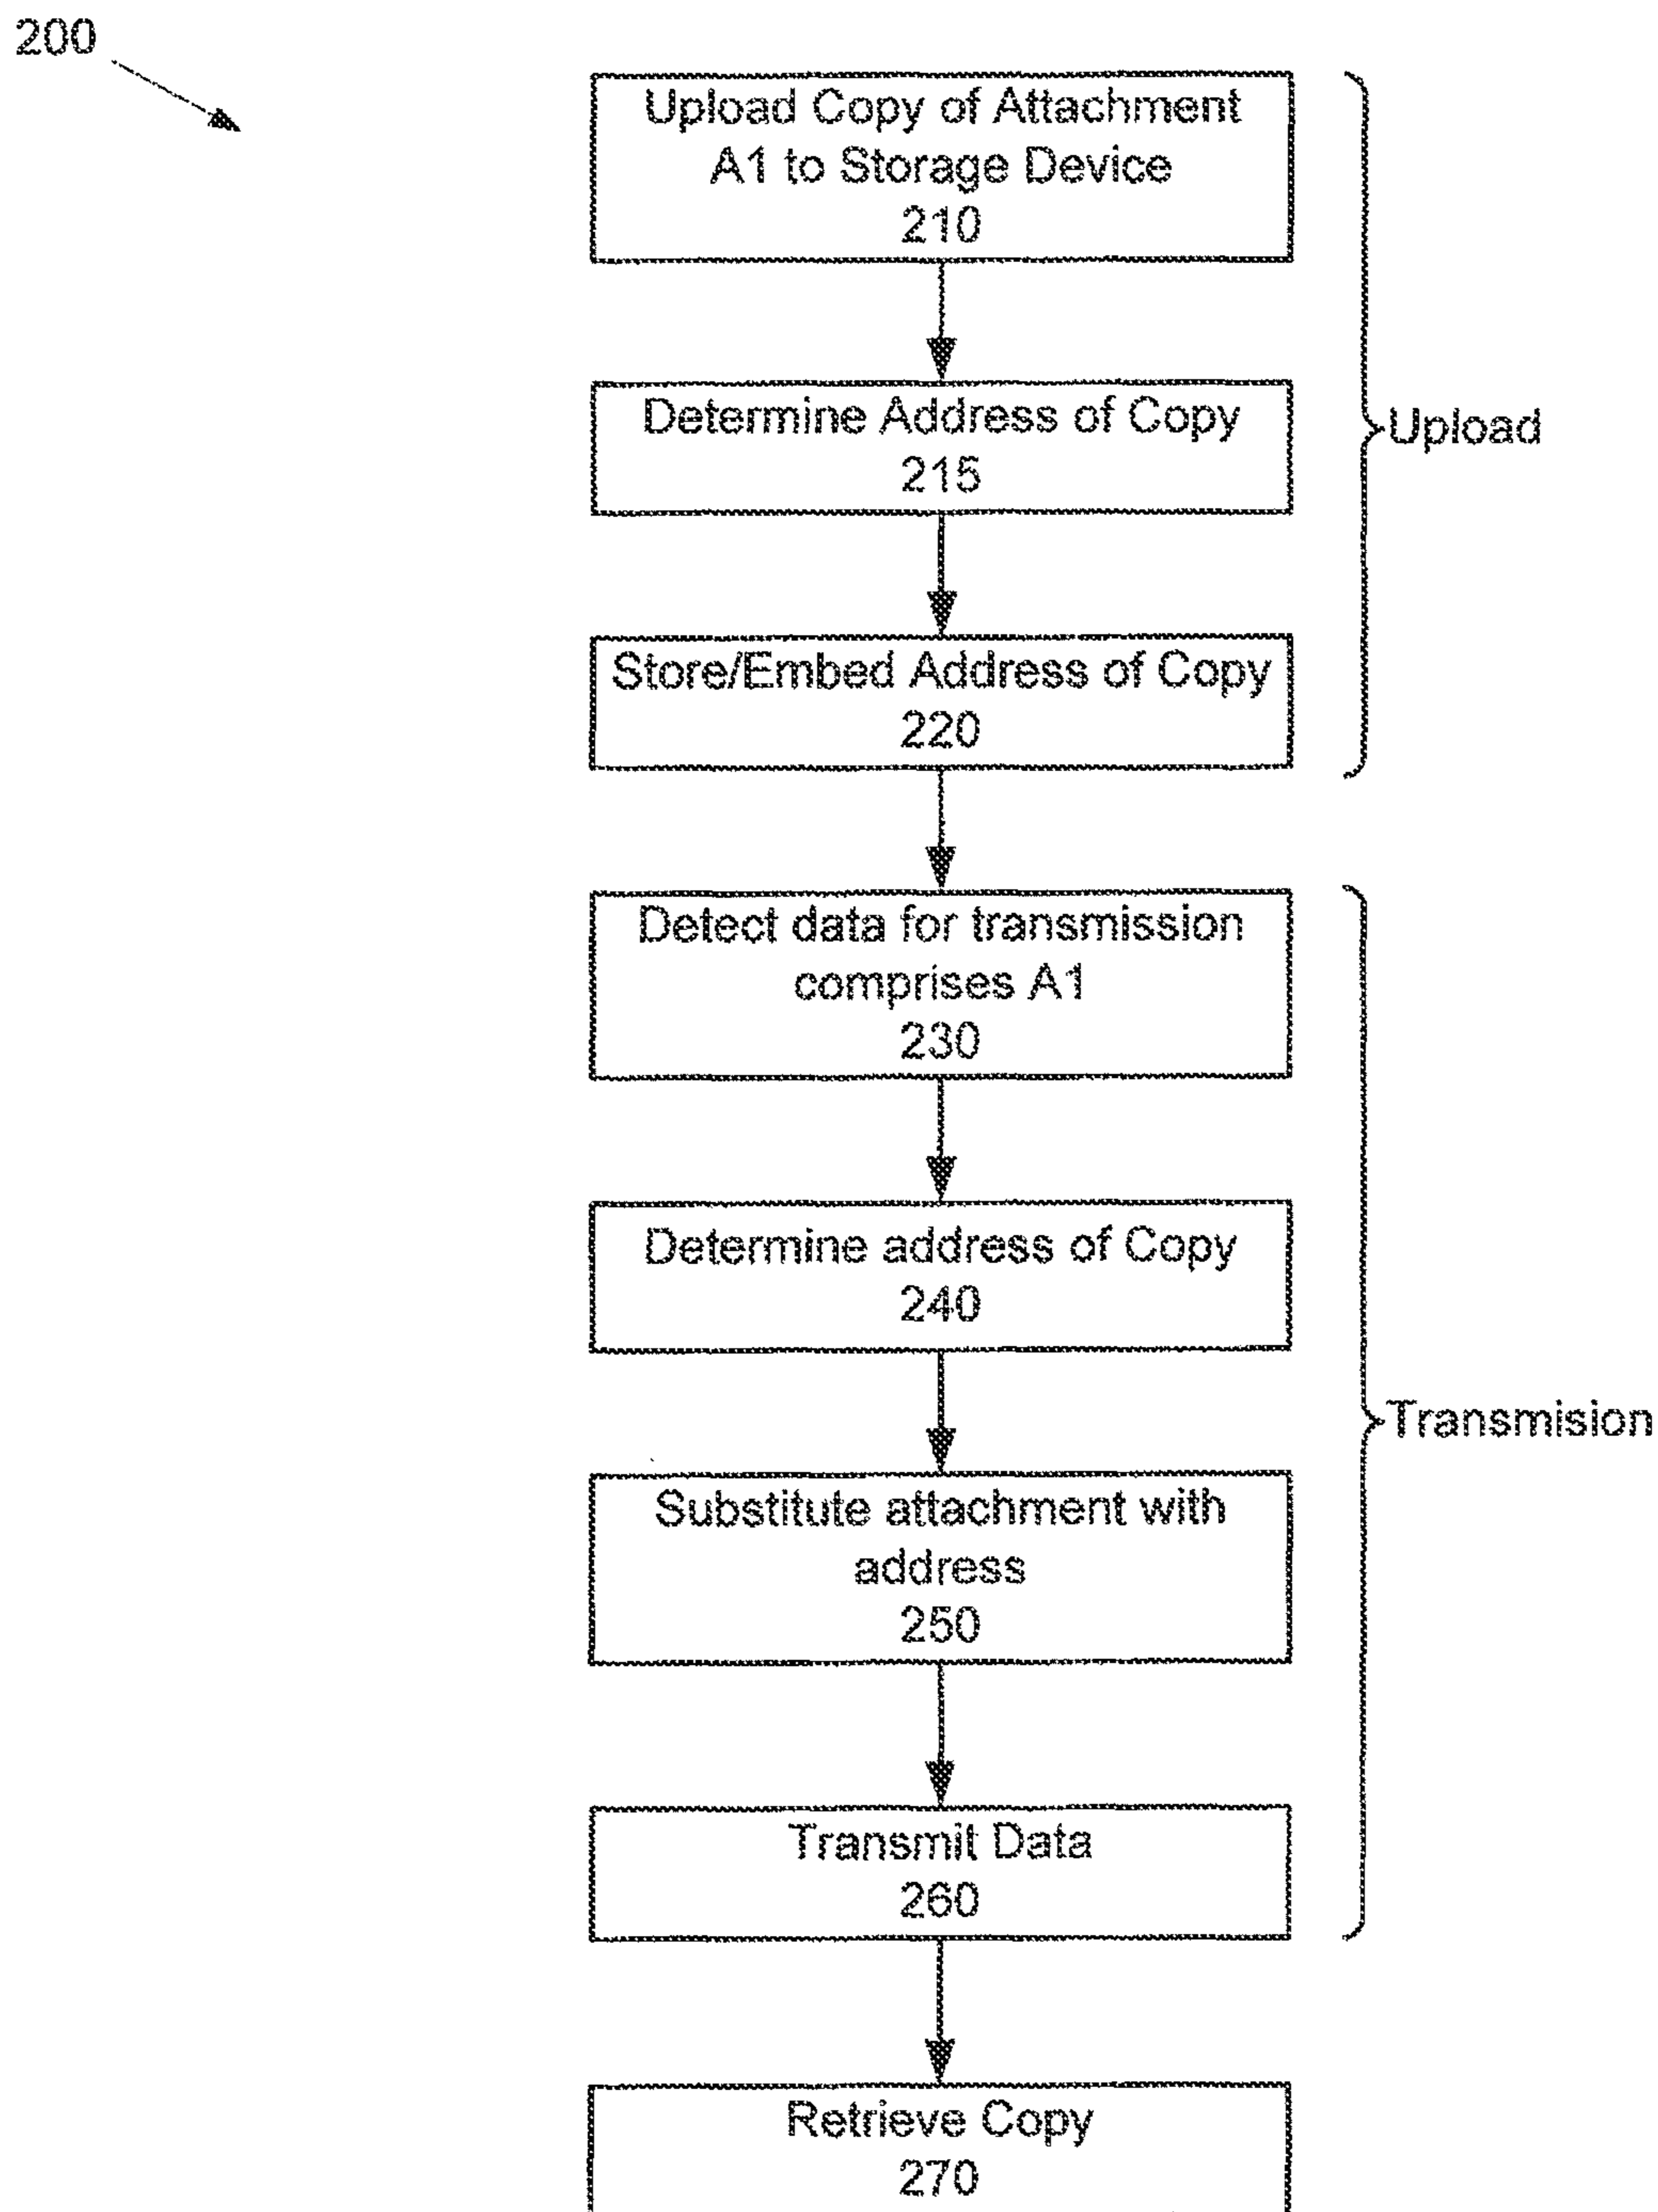 200
Upload Copy of Attachment
A1 to Storage Device
210
Determine Address of Copy
215
Store/Embed Address of Copy
220
Upload
Detect data for transmission
comprises A1
230
Determine address of Copy
240
Substitute attachment with
address
250
Transmit Data
260
Transmision
Retrieve Copy
270